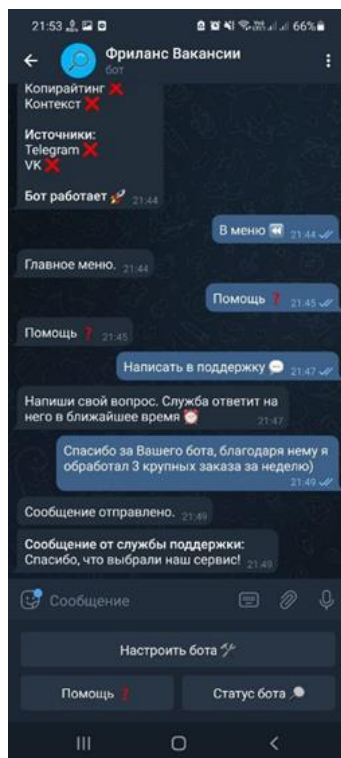 21:53
66%
Фриланс Вакансии
бот
Копирайтинг ❌
Контекст ❌
Источники:
Telegram ❌
VK ❌
Бот работает 🚀 21:44
В меню ⏪ 21:44
Главное меню. 21:44
Помощь ❓ 21:45
Помощь ❓ 21:45
Написать в поддержку 💬 21:47
Напиши свой вопрос. Служба ответит на
него в ближайшее время ⏰ 21:47
Спасибо за Вашего бота, благодаря нему я
обработал 3 крупных заказа за неделю)
21:49
Сообщение отправлено. 21:49
Сообщение от службы поддержки:
Спасибо, что выбрали наш сервис! 21:49
Сообщение
Настроить бота 🛠
Помощь ❓
Статус бота 🔎